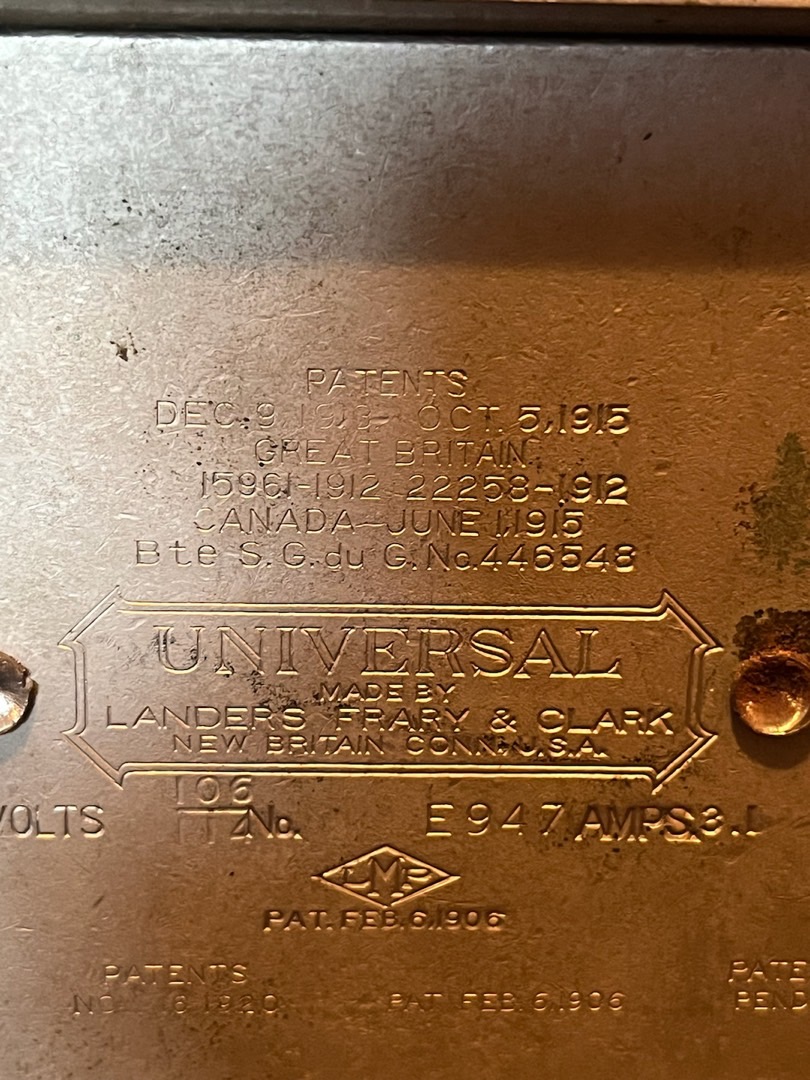 PATENTS
DEC. 9, 1913- OCT. 5, 1915
GREAT BRITAIN
15961-1912 22258-1912
CANADA-JUNE 1, 1915
Bte S.G. du G. No. 446548
UNIVERSAL
MADE BY
LANDERS FRARY & CLARK
NEW BRITAIN CONN. U.S.A.
VOLTS 106/114 No. E947 AMPS. 3.1
LMP
PAT. FEB. 6, 1906
PATENTS
PAT. FEB. 6, 1906